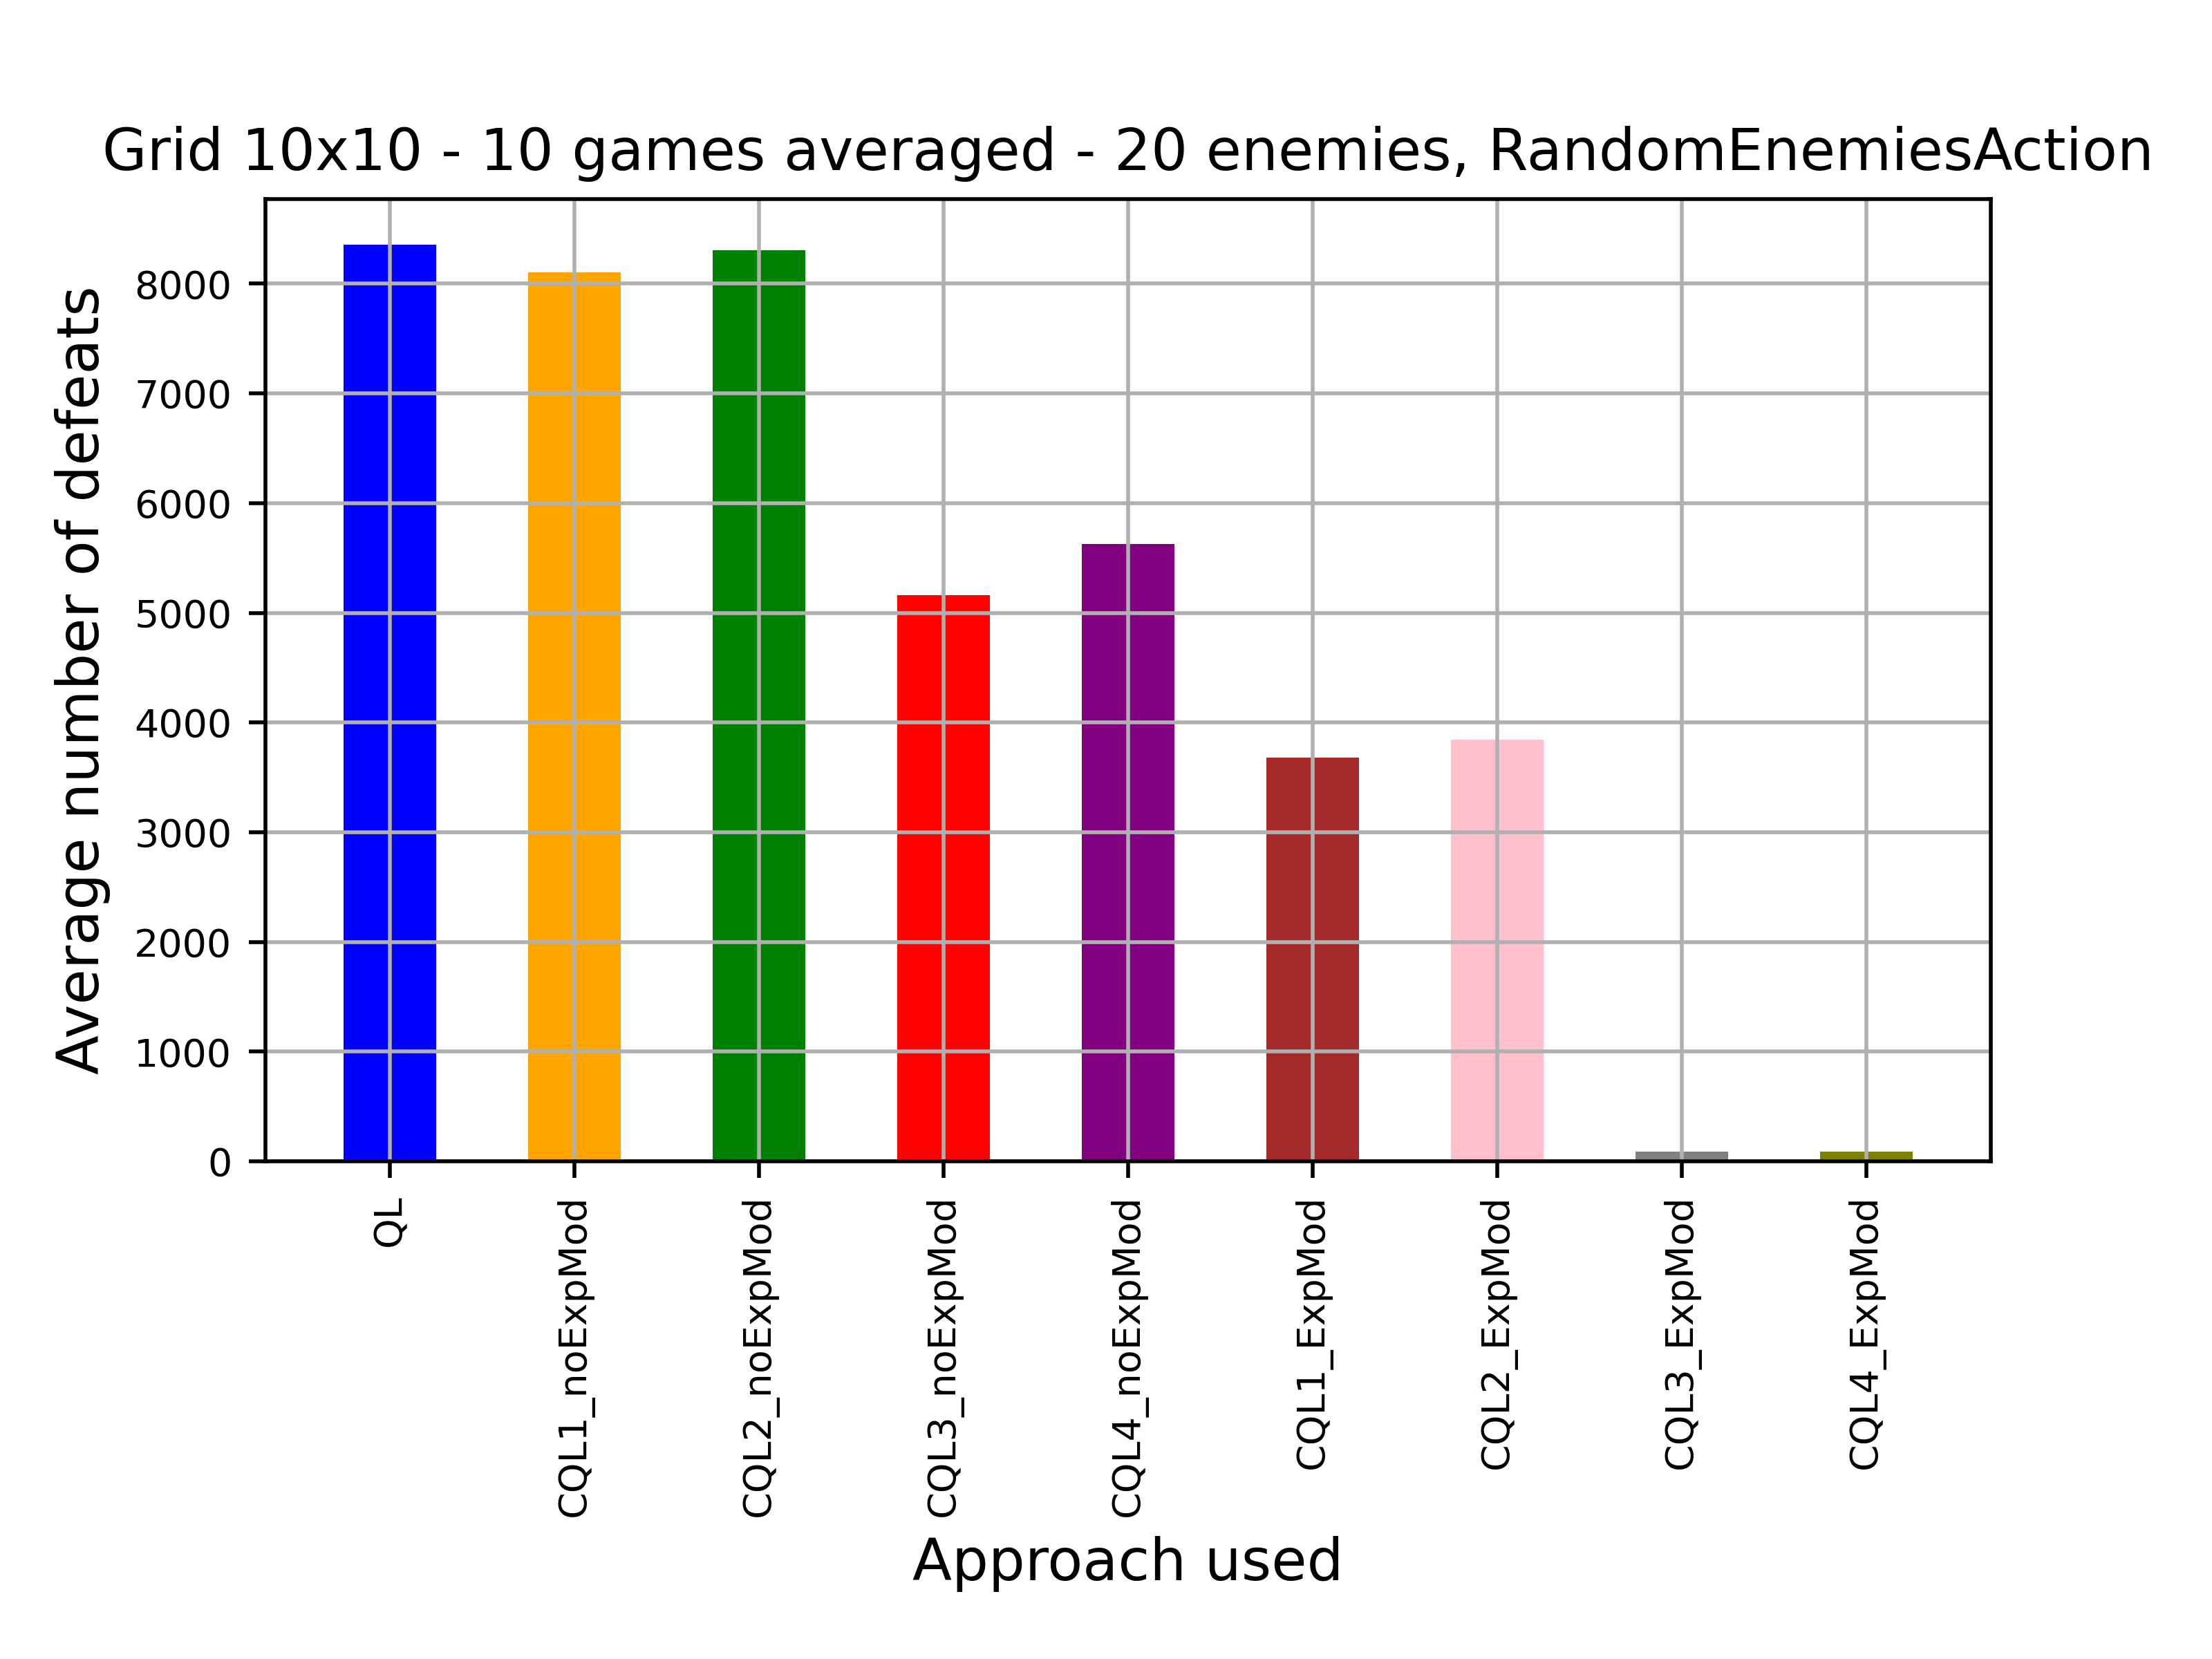 Grid 10x10 - 10 games averaged - 20 enemies, RandomEnemiesAction
Average number of defeats
8000
7000
6000
5000
4000
3000
2000
1000
0
QL
CQL1_noExpMod
CQL2_noExpMod
CQL3_noExpMod
CQL4_noExpMod
CQL1_ExpMod
CQL2_ExpMod
CQL3_ExpMod
CQL4_ExpMod
Approach used